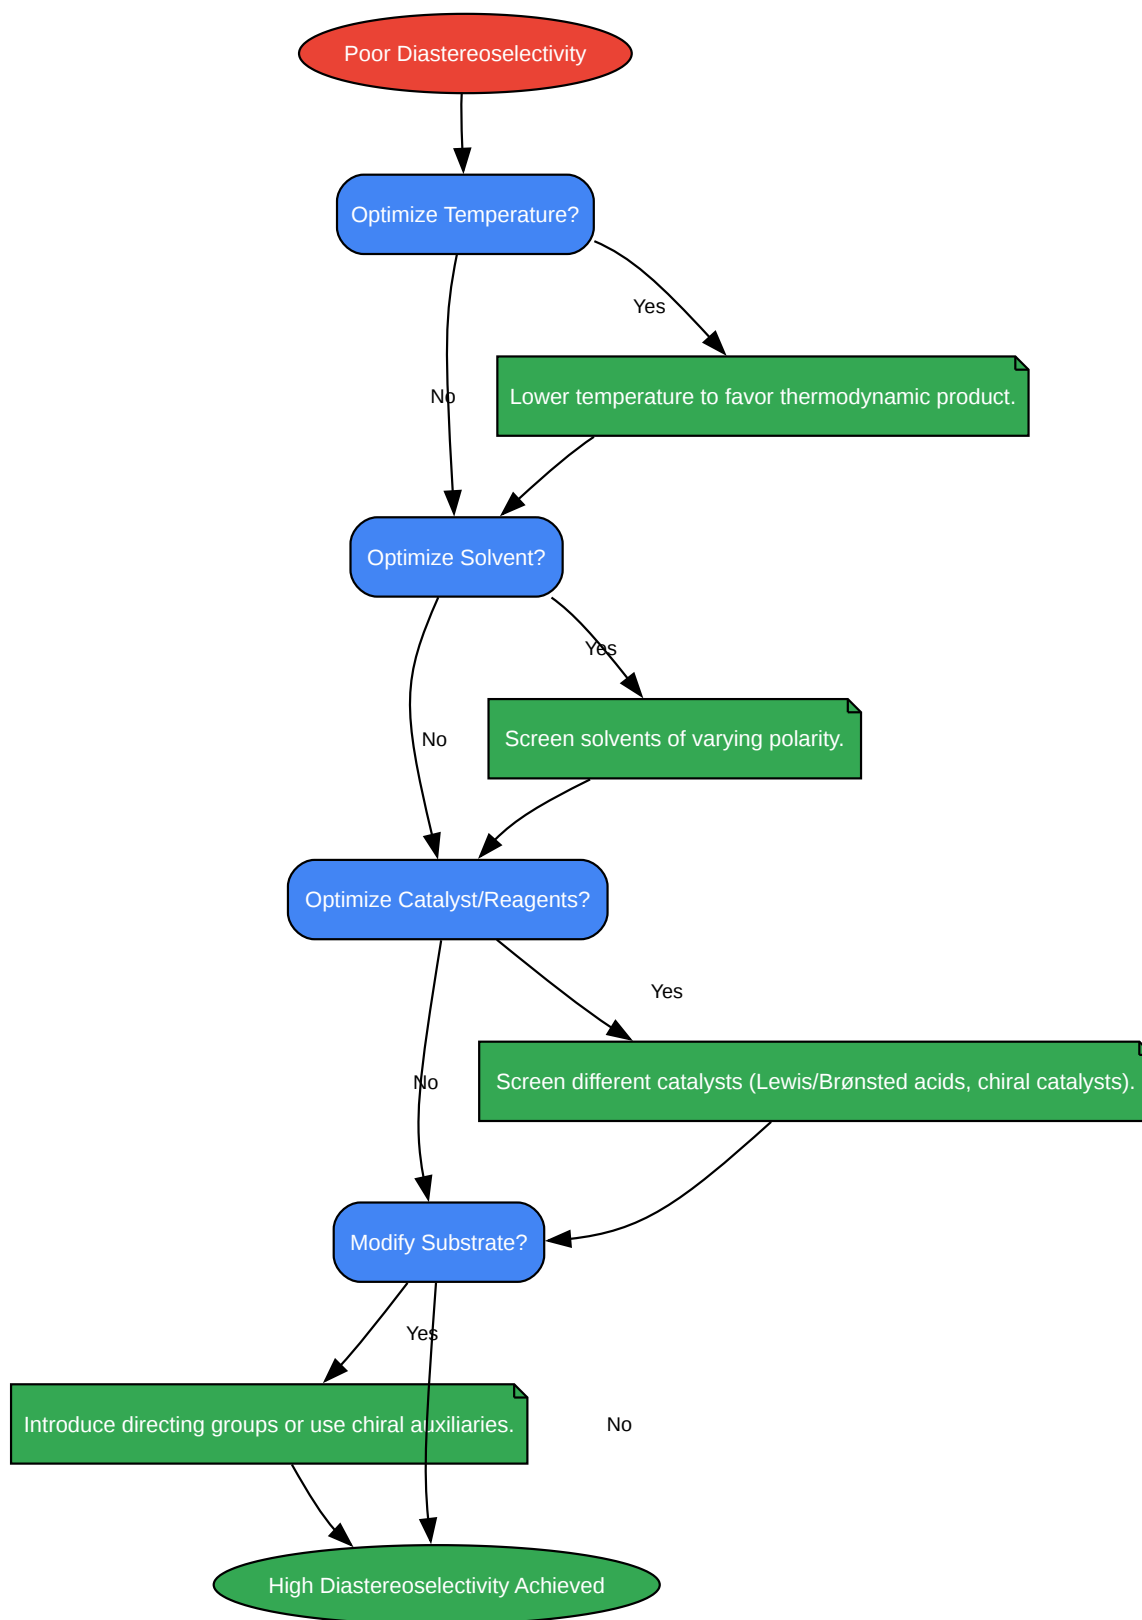 Poor Diastereoselectivity
Optimize Temperature?
Yes
No
Lower temperature to favor thermodynamic product.
Optimize Solvent?
Yes
No
Screen solvents of varying polarity.
Optimize Catalyst/Reagents?
Yes
No
Screen different catalysts (Lewis/Brønsted acids, chiral catalysts).
Modify Substrate?
Yes
Introduce directing groups or use chiral auxiliaries.
No
High Diastereoselectivity Achieved